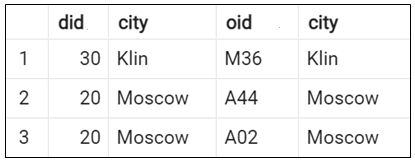 did city oid city
1 30 Klin M36 Klin
2 20 Moscow A44 Moscow
3 20 Moscow A02 Moscow